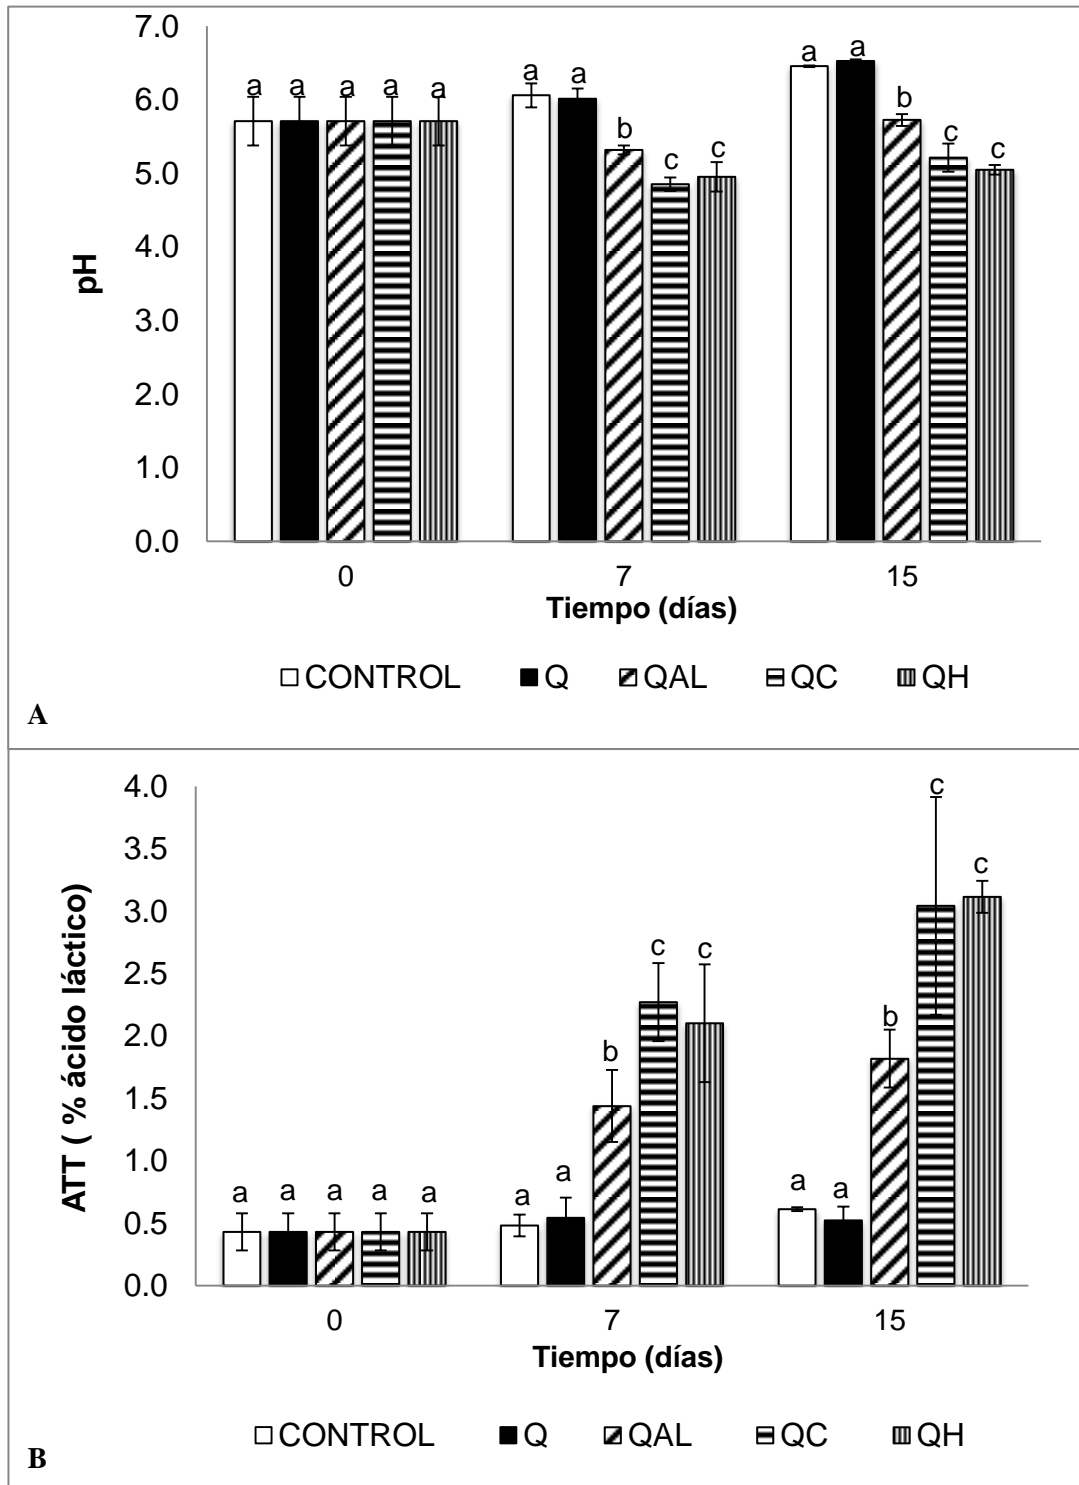 7.0
6.0
5.0
4.0
3.0
2.0
1.0
0.0
pH
a a a a a
a a b c c
a a b c c
0 7 15
Tiempo (días)
CONTROL Q QAL QC QH
A
4.0
3.5
3.0
2.5
2.0
1.5
1.0
0.5
0.0
ATT ( % ácido láctico)
a a a a a
a a b c c
a a b c c
0 7 15
Tiempo (días)
CONTROL Q QAL QC QH
B